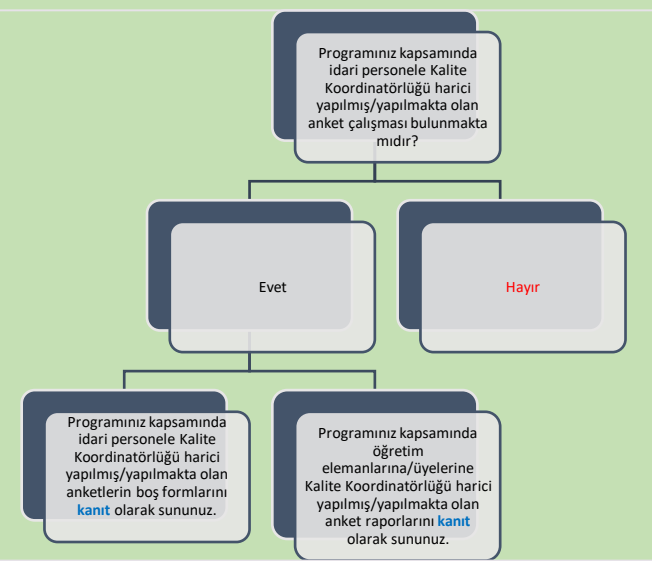 Programınız kapsamında
idari personele Kalite
Koordinatörlüğü harici
yapılmış/yapılmakta olan
anket çalışması bulunmakta
mıdır?
Evet
Hayır
Programınız kapsamında
idari personele Kalite
Koordinatörlüğü harici
yapılmış/yapılmakta olan
anketlerin boş formlarını
kanıt olarak sununuz.
Programınız kapsamında
öğretim
elemanlarına/üyelerine
Kalite Koordinatörlüğü harici
yapılmış/yapılmakta olan
anket raporlarını kanıt
olarak sununuz.